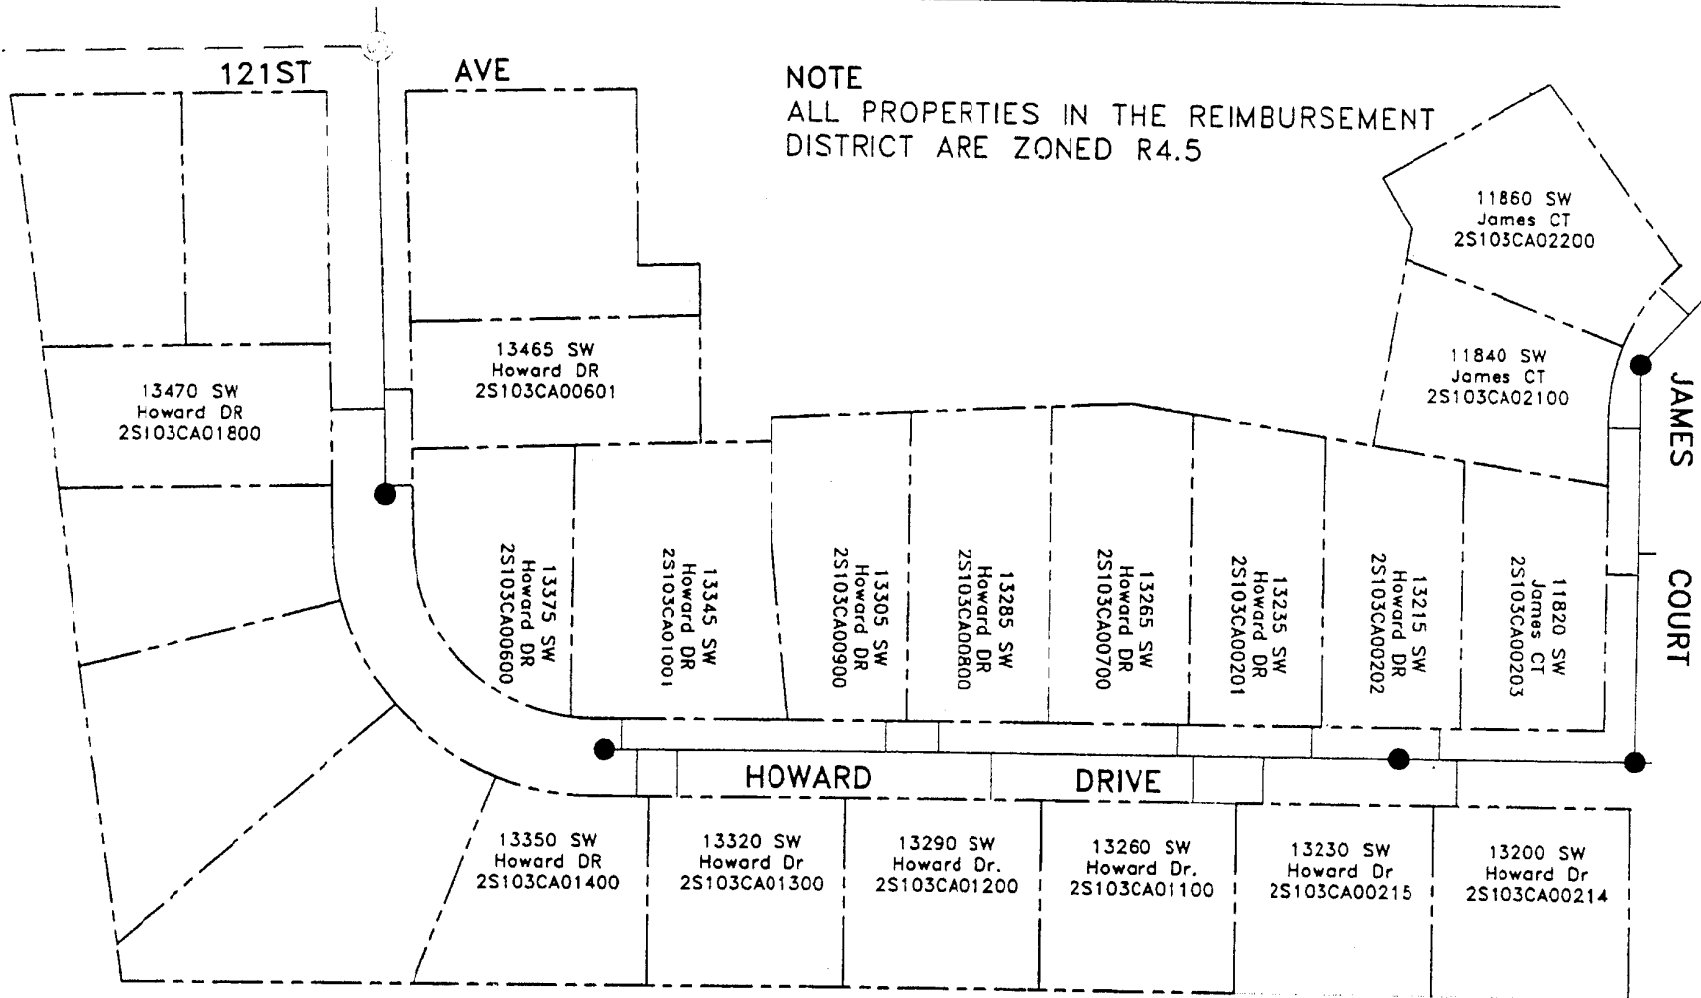 121ST AVE
NOTE
ALL PROPERTIES IN THE REIMBURSEMENT
DISTRICT ARE ZONED R4.5
11860 SW
James CT
2S103CA02200
11840 SW
James CT
2S103CA02100
13465 SW
Howard DR
2S103CA00601
13470 SW
Howard DR
2S103CA01800
JAMES COURT
13375 SW
Howard DR
2S103CA00600
13345 SW
Howard DR
2S103CA01001
13305 SW
Howard DR
2S103CA00900
13285 SW
Howard DR
2S103CA00800
13265 SW
Howard DR
2S103CA00700
13235 SW
Howard DR
2S103CA00201
13215 SW
Howard DR
2S103CA00202
11820 SW
James CT
2S103CA00203
HOWARD DRIVE
13350 SW
Howard DR
2S103CA01400
13320 SW
Howard Dr
2S103CA01300
13290 SW
Howard Dr.
2S103CA01200
13260 SW
Howard Dr.
2S103CA01100
13230 SW
Howard Dr
2S103CA00215
13200 SW
Howard Dr
2S103CA00214